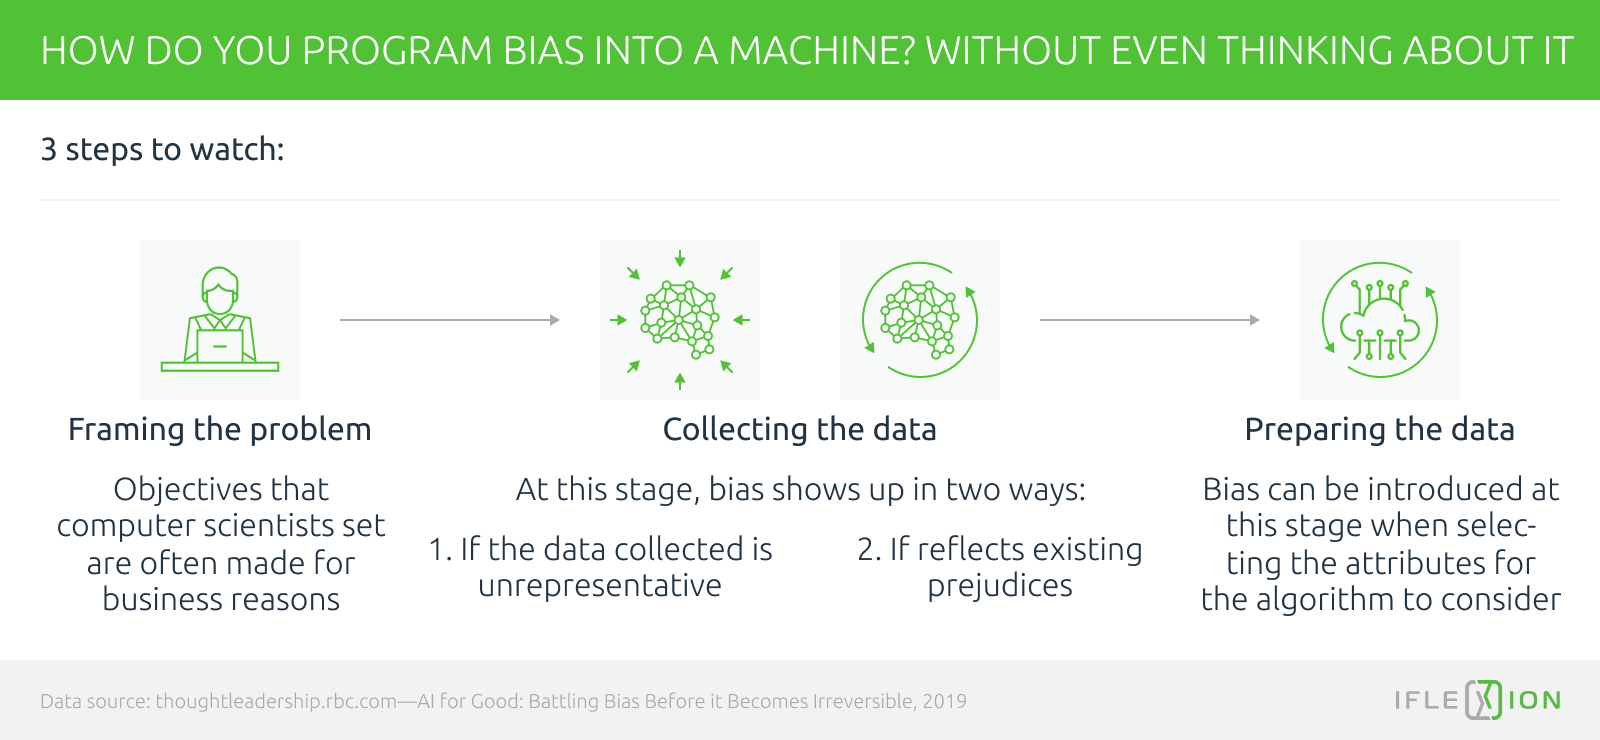 HOW DO YOU PROGRAM BIAS INTO A MACHINE? WITHOUT EVEN THINKING ABOUT IT
3 steps to watch:
Framing the problem
Objectives that
computer scientists set
are often made for
business reasons
Collecting the data
At this stage, bias shows up in two ways:
1. If the data collected is
unrepresentative
2. If reflects existing
prejudices
Preparing the data
Bias can be introduced at
this stage when selec-
ting the attributes for
the algorithm to consider
Data source: thoughtleadership.rbc.com—AI for Good: Battling Bias Before it Becomes Irreversible, 2019
IFLEXION